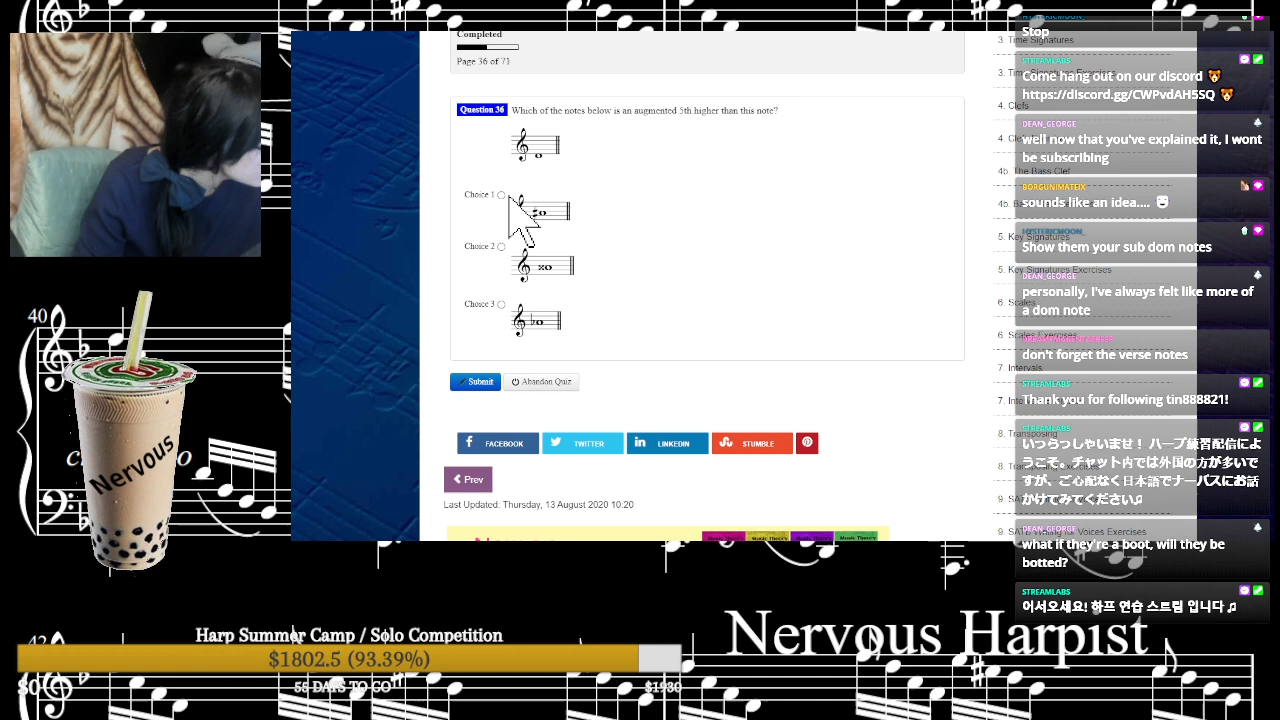 Completed
Page 36 of 71
Question 36 Which of the notes below is an augmented 5th higher than this note?
Choice 1
Choice 2
Choice 3
Submit
Abandon Quiz
FACEBOOK
TWITTER
LINKEDIN
STUMBLE
Prev
Last Updated: Thursday, 13 August 2020 10:20
3. Time Signatures
4. Clefs
4b. The Bass Clef
5. Key Signatures
5. Key Signatures Exercises
6. Scales
6. Scales Exercises
7. Intervals
8. Transposing
9. SATB Writing for Voices Exercises
HYSTERICMOON_
Stop
STREAMLABS
Come hang out on our discord 🐻
https://discord.gg/CWPvdAH5SQ 🐻
DEAN_GEORGE
well now that you've explained it, I wont
be subscribing
BORGUNIMATEIX
sounds like an idea....
HYSTERICMOON_
Show them your sub dom notes
DEAN_GEORGE
personally, I've always felt like more of
a dom note
don't forget the verse notes
STREAMLABS
Thank you for following tin888821!
STREAMLABS
いらっしゃいませ！ ハープ練習配信によ
うこそ。チャット内では外国の方が多いで
すが、ご心配なく日本語でナーバスにお話
かけてみてください♫
DEAN_GEORGE
what if they're a boot, will they be
botted?
STREAMLABS
어서오세요! 하프 연습 스트림 입니다 ♫
40
Nervous
42
Harp Summer Camp / Solo Competition
$1802.5 (93.39%)
$0
55 DAYS TO GO
$1930
Nervous Harpist